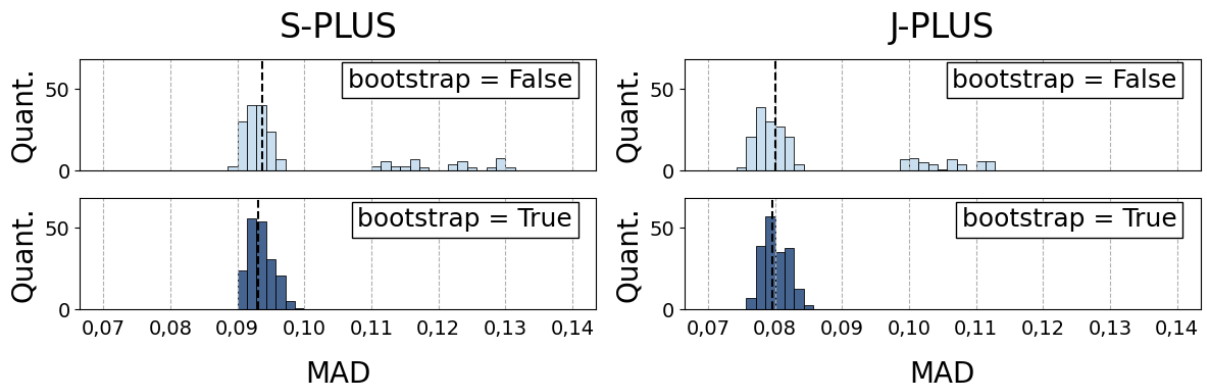 S-PLUS
J-PLUS
Quant.
50
0
bootstrap = False
Quant.
50
0
bootstrap = False
Quant.
50
0
bootstrap = True
Quant.
50
0
bootstrap = True
0,07 0,08 0,09 0,10 0,11 0,12 0,13 0,14
0,07 0,08 0,09 0,10 0,11 0,12 0,13 0,14
MAD
MAD